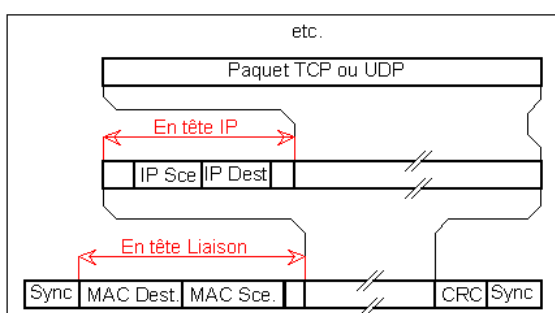 etc.
Paquet TCP ou UDP
En tête IP
IP Sce IP Dest
En tête Liaison
Sync MAC Dest. MAC Sce. CRC Sync